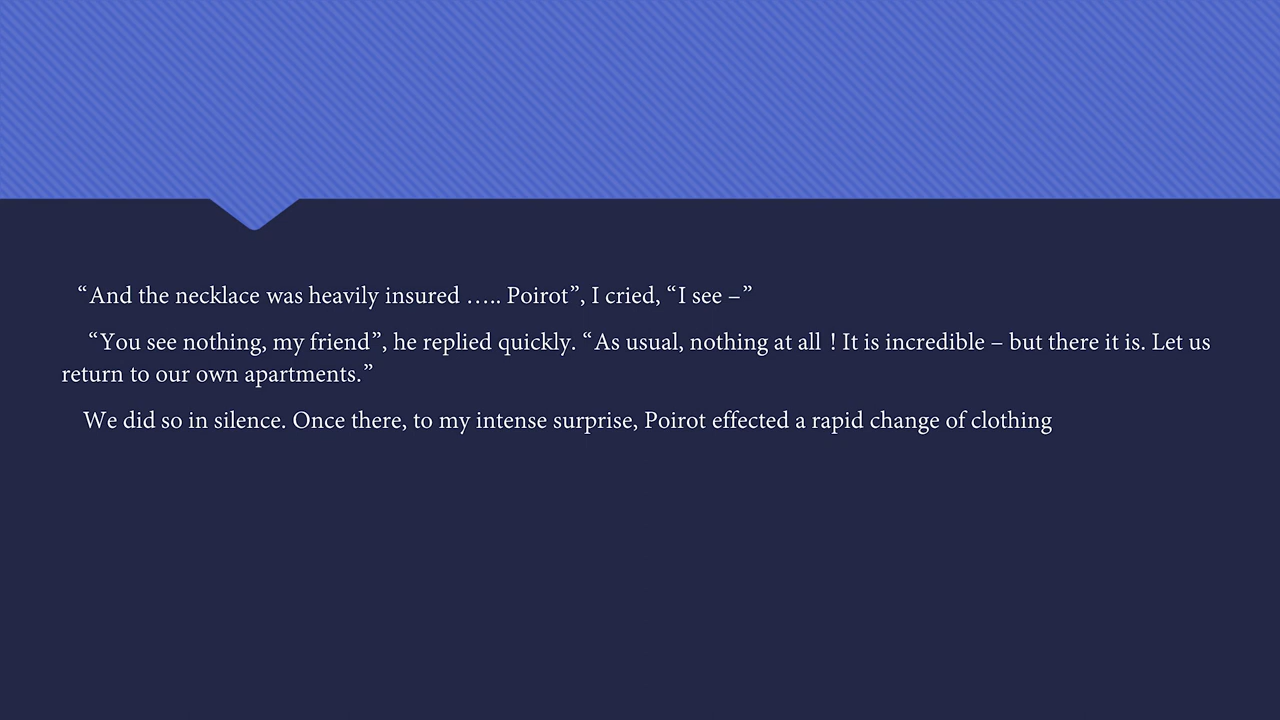 “And the necklace was heavily insured ….. Poirot”, I cried, “I see –”
“You see nothing, my friend”, he replied quickly. “As usual, nothing at all ! It is incredible – but there it is. Let us
return to our own apartments.”
We did so in silence. Once there, to my intense surprise, Poirot effected a rapid change of clothing